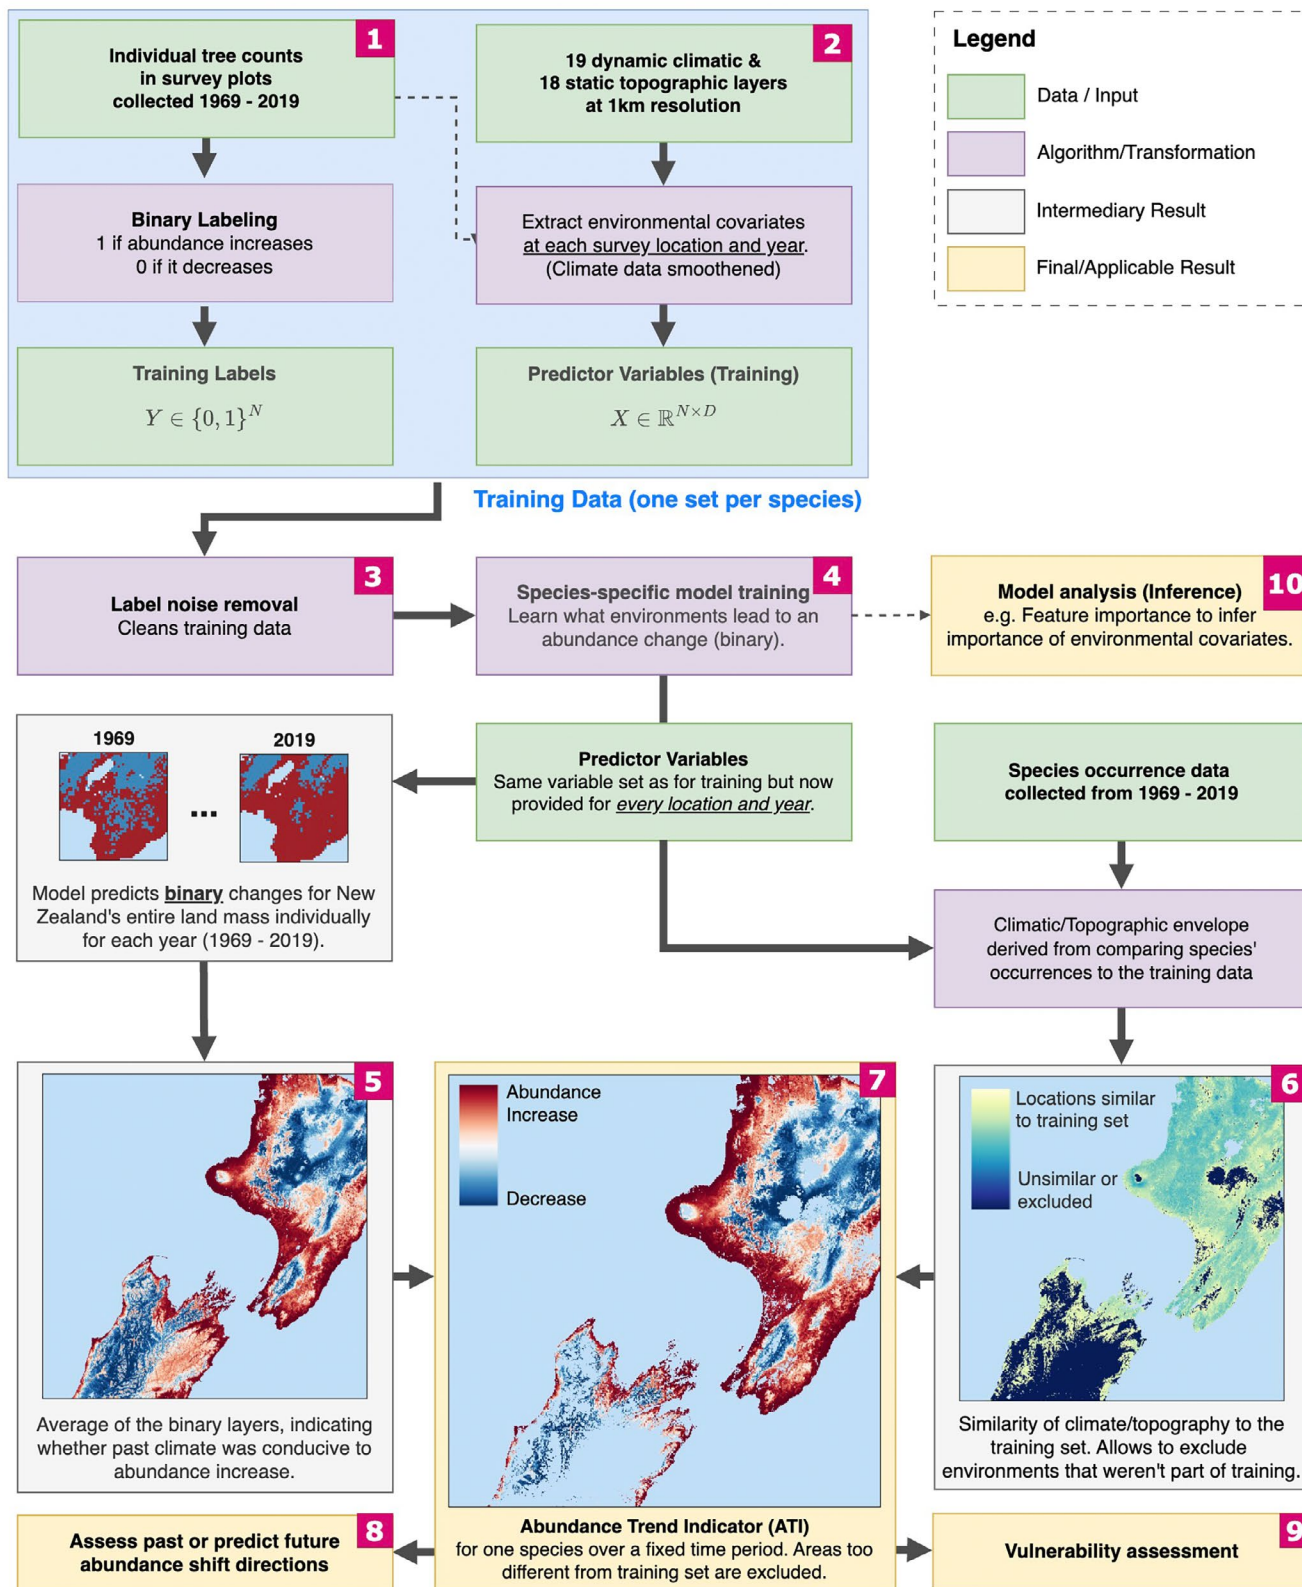 1
Individual tree counts
in survey plots
collected 1969 - 2019
2
19 dynamic climatic &
18 static topographic layers
at 1km resolution
Legend
Data / Input
Algorithm/Transformation
Intermediary Result
Final/Applicable Result
Binary Labeling
1 if abundance increases
0 if it decreases
Extract environmental covariates
at each survey location and year.
(Climate data smoothened)
Training Labels
Y ∈ {0, 1}^N
Predictor Variables (Training)
X ∈ ℝ^{N×D}
Training Data (one set per species)
3
Label noise removal
Cleans training data
4
Species-specific model training
Learn what environments lead to an
abundance change (binary).
10
Model analysis (Inference)
e.g. Feature importance to infer
importance of environmental covariates.
1969
...
2019
Model predicts binary changes for New
Zealand's entire land mass individually
for each year (1969 - 2019).
Predictor Variables
Same variable set as for training but now
provided for every location and year.
Species occurrence data
collected from 1969 - 2019
Climatic/Topographic envelope
derived from comparing species'
occurrences to the training data
5
Average of the binary layers, indicating
whether past climate was conducive to
abundance increase.
7
Abundance
Increase
Decrease
Abundance Trend Indicator (ATI)
for one species over a fixed time period. Areas too
different from training set are excluded.
6
Locations similar
to training set
Unsimilar or
excluded
Similarity of climate/topography to the
training set. Allows to exclude
environments that weren't part of training.
8
Assess past or predict future
abundance shift directions
9
Vulnerability assessment